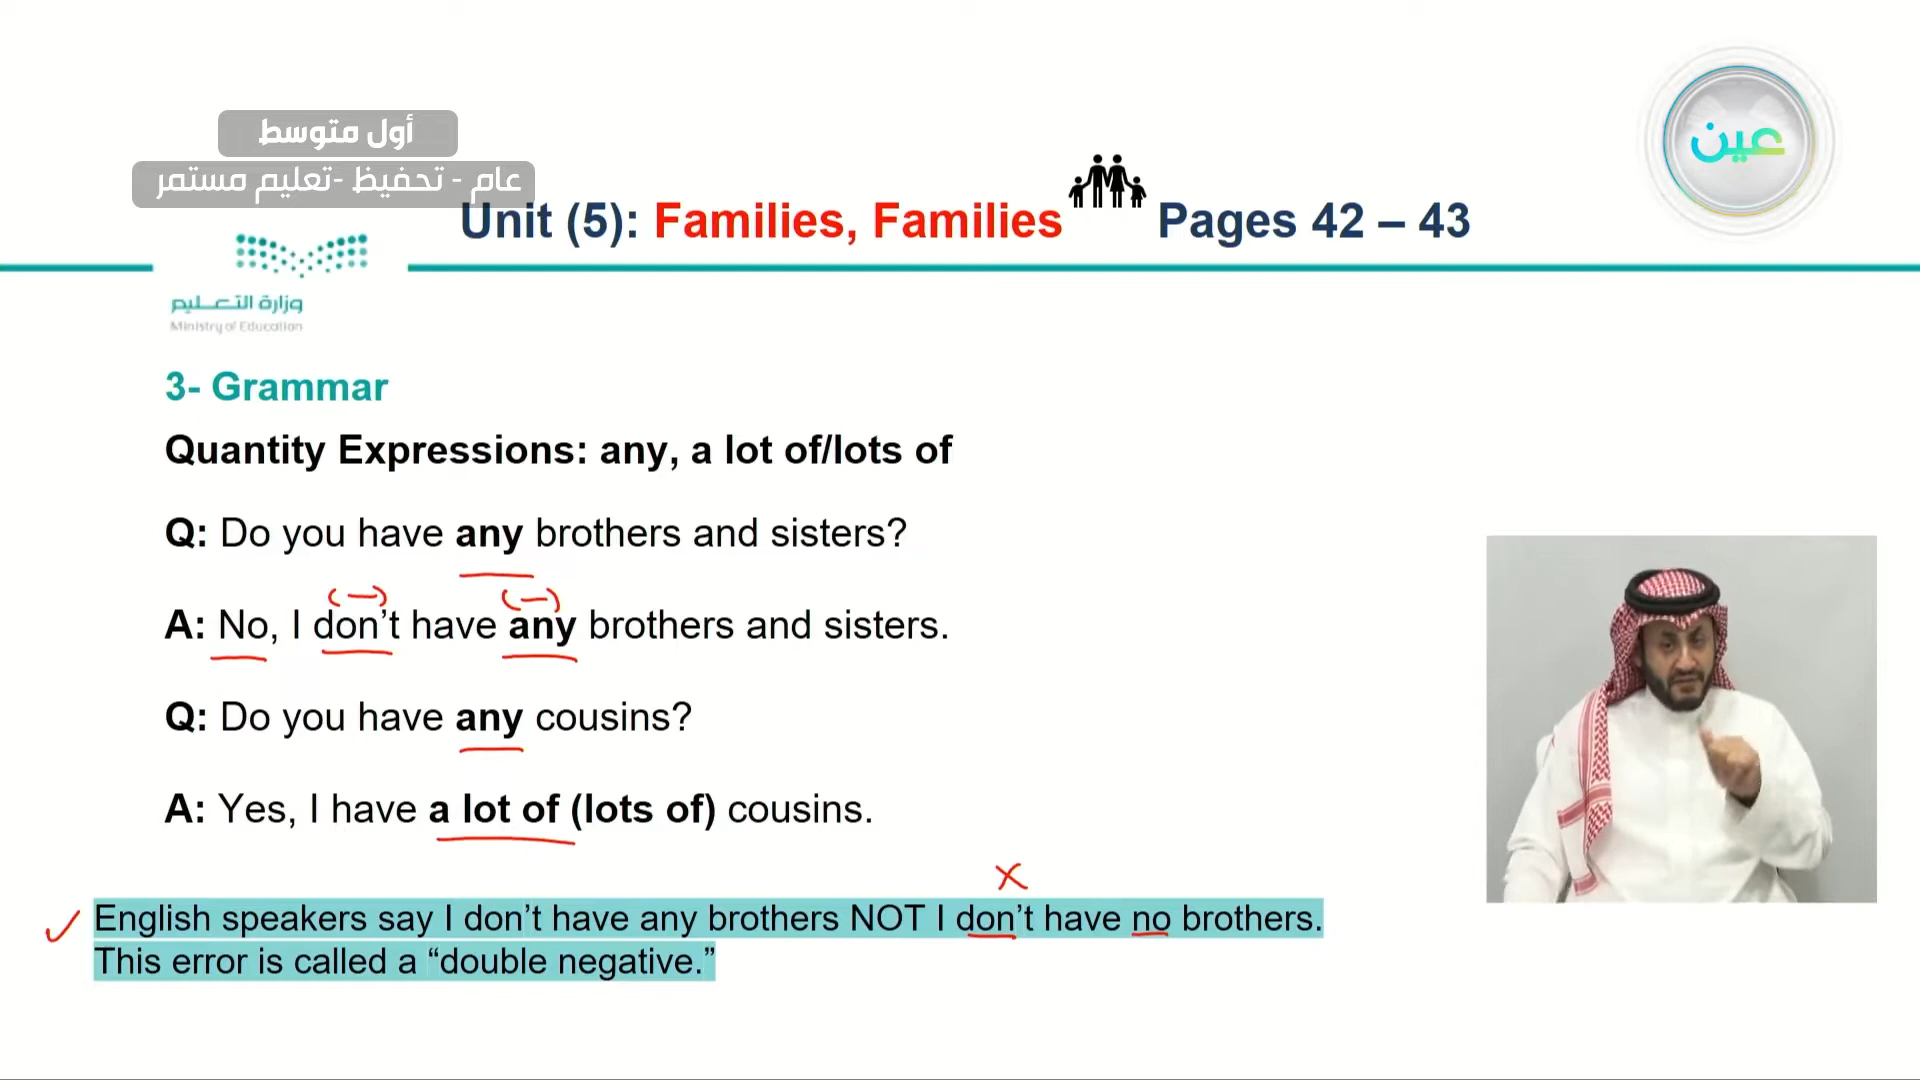 أول متوسط
عام - تحفيظ -تعليم مستمر
عين
Unit (5): Families, Families Pages 42 – 43
وزارة التعليم
Ministry of Education
3- Grammar
Quantity Expressions: any, a lot of/lots of
Q: Do you have any brothers and sisters?
A: No, I don’t have any brothers and sisters.
Q: Do you have any cousins?
A: Yes, I have a lot of (lots of) cousins.
English speakers say I don’t have any brothers NOT I don’t have no brothers.
This error is called a “double negative.”